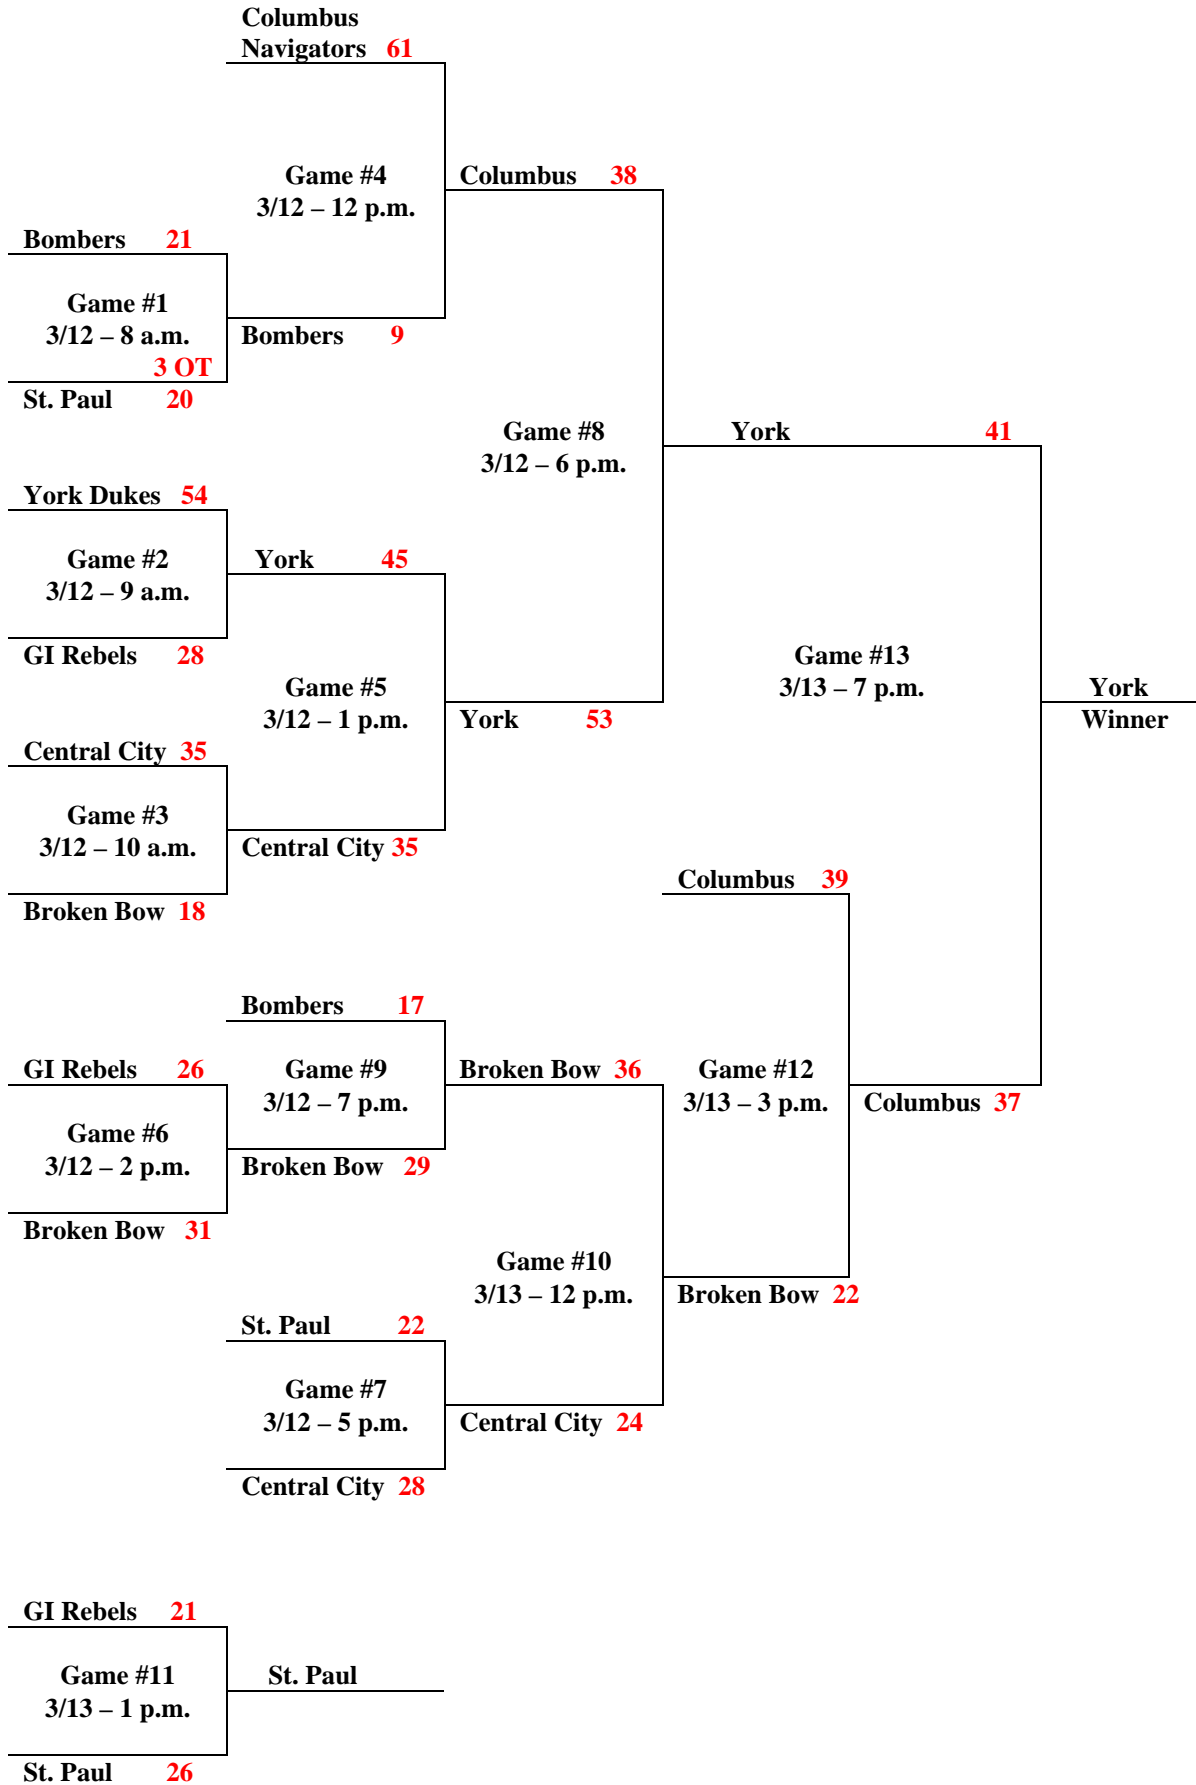 Columbus
Navigators 61
Game #4
3/12 – 12 p.m.
Columbus 38
Bombers 21
Game #1
3/12 – 8 a.m.
3 OT
St. Paul 20
Bombers 9
Game #8
3/12 – 6 p.m.
York 41
York Dukes 54
Game #2
3/12 – 9 a.m.
GI Rebels 28
York 45
Game #5
3/12 – 1 p.m.
York 53
Game #13
3/13 – 7 p.m.
York
Winner
Central City 35
Game #3
3/12 – 10 a.m.
Broken Bow 18
Central City 35
Columbus 39
Bombers 17
GI Rebels 26
Game #9
3/12 – 7 p.m.
Broken Bow 36
Game #12
3/13 – 3 p.m.
Columbus 37
Game #6
3/12 – 2 p.m.
Broken Bow 29
Broken Bow 31
Game #10
3/13 – 12 p.m.
Broken Bow 22
St. Paul 22
Game #7
3/12 – 5 p.m.
Central City 24
Central City 28
GI Rebels 21
Game #11
3/13 – 1 p.m.
St. Paul
St. Paul 26